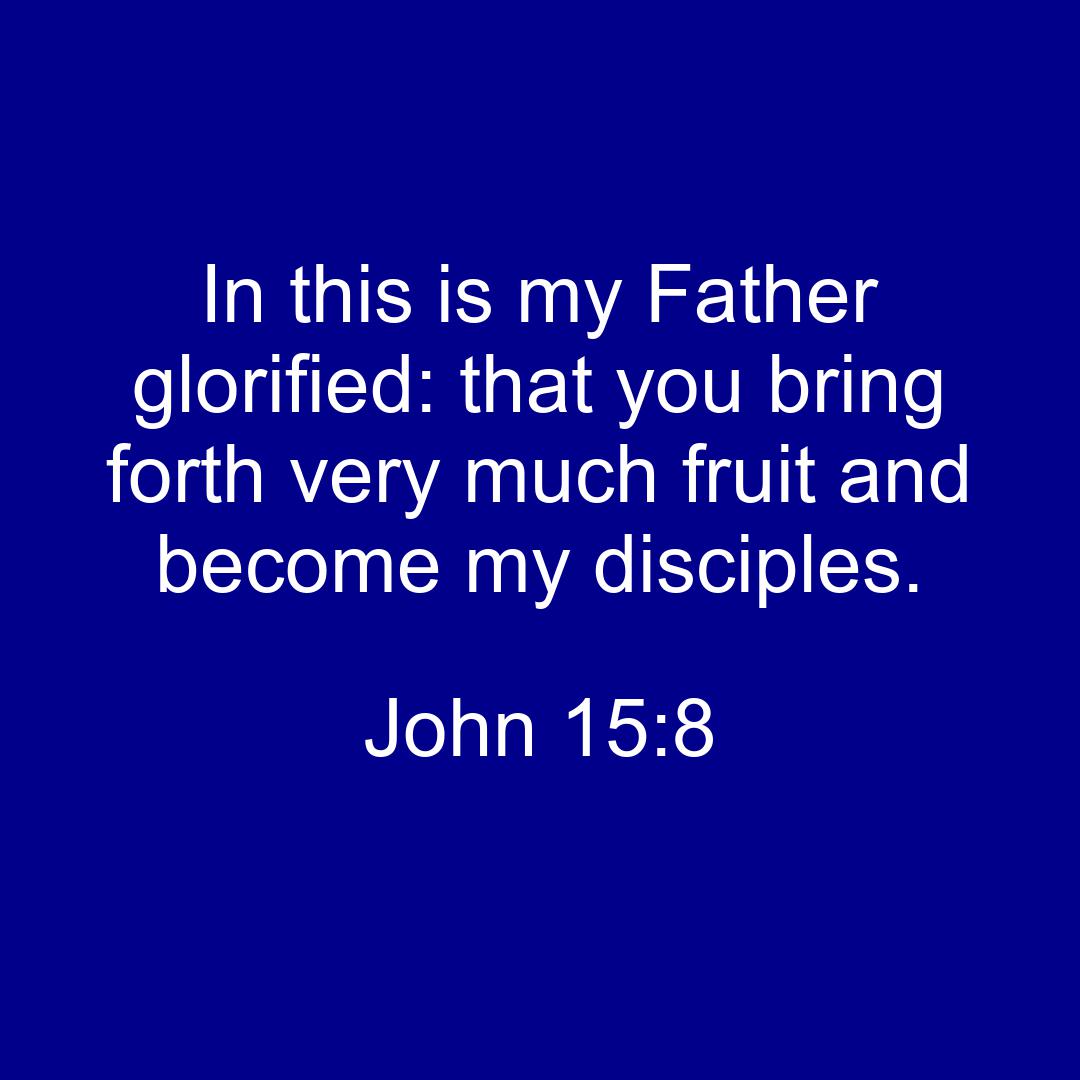 In this is my Father
glorified: that you bring
forth very much fruit and
become my disciples.
John 15:8